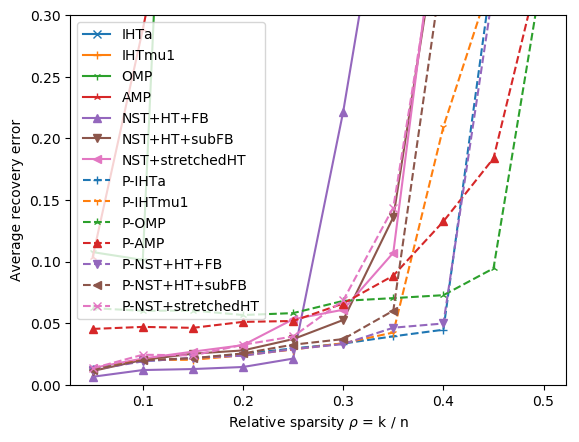 0.30
0.25
0.20
0.15
0.10
0.05
0.00
Average recovery error
IHTa
IHTmu1
OMP
AMP
NST+HT+FB
NST+HT+subFB
NST+stretchedHT
P-IHTa
P-IHTmu1
P-OMP
P-AMP
P-NST+HT+FB
P-NST+HT+subFB
P-NST+stretchedHT
0.1 0.2 0.3 0.4 0.5
Relative sparsity ρ = k / n